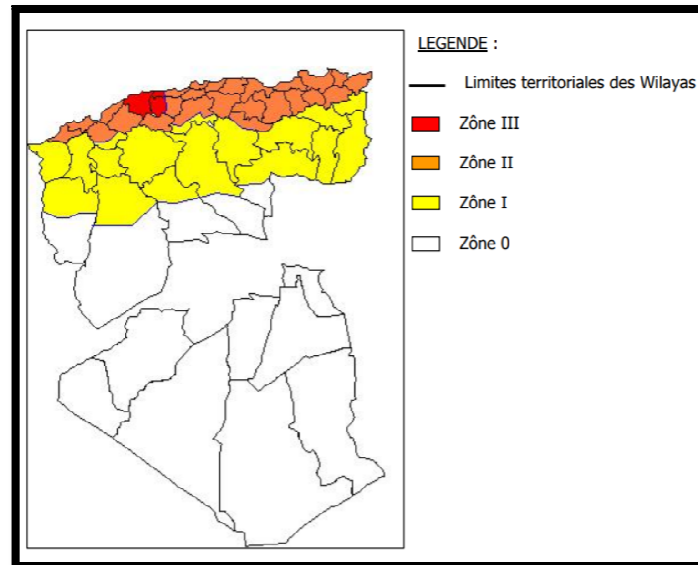 LEGENDE :
Limites territoriales des Wilayas
Zône III
Zône II
Zône I
Zône 0